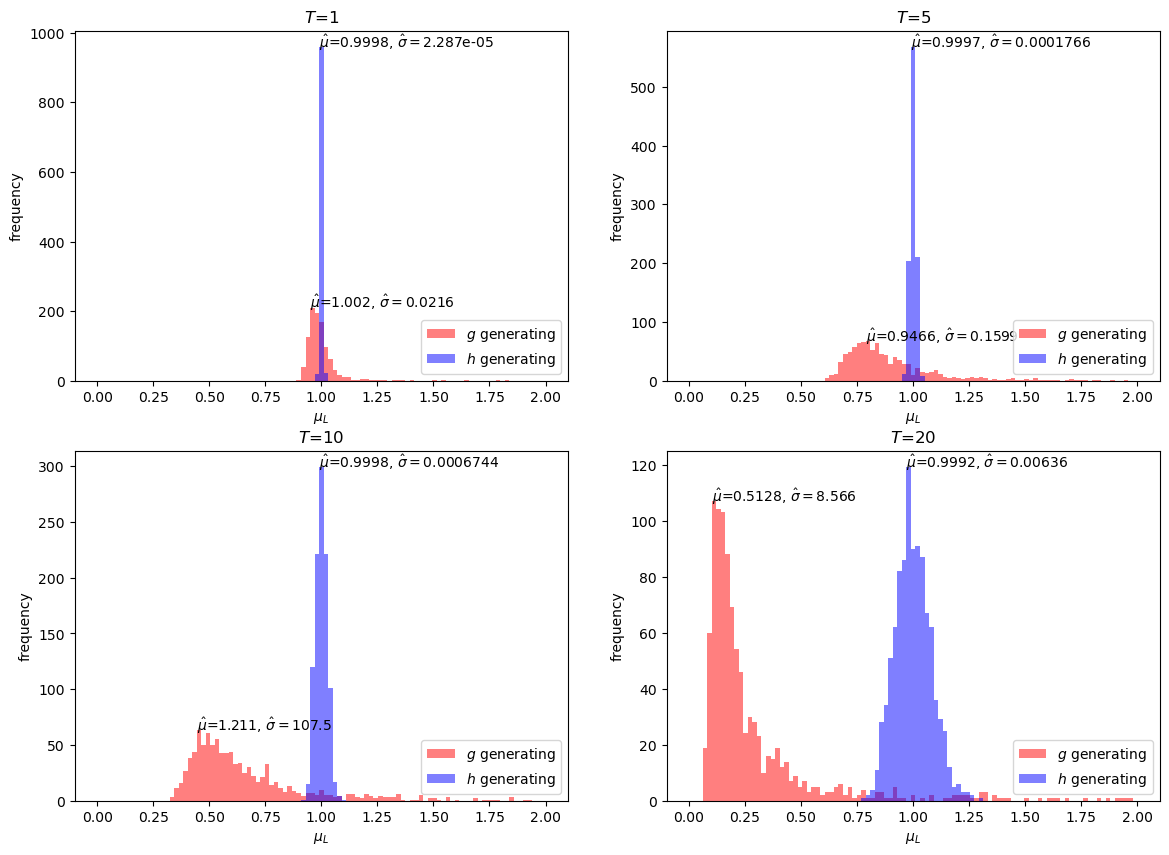 T=1
μ̂=0.9998, σ̂ = 2.287e-05
μ̂=1.002, σ̂ = 0.0216
1000
800
600
400
200
0
frequency
g generating
h generating
0.00 0.25 0.50 0.75 1.00 1.25 1.50 1.75 2.00
μL
T=5
μ̂=0.9997, σ̂ = 0.0001766
μ̂=0.9466, σ̂ = 0.1599
500
400
300
200
100
0
frequency
g generating
h generating
0.00 0.25 0.50 0.75 1.00 1.25 1.50 1.75 2.00
μL
T=10
μ̂=0.9998, σ̂ = 0.0006744
μ̂=1.211, σ̂ = 107.5
300
250
200
150
100
50
0
frequency
g generating
h generating
0.00 0.25 0.50 0.75 1.00 1.25 1.50 1.75 2.00
μL
T=20
μ̂=0.9992, σ̂ = 0.00636
μ̂=0.5128, σ̂ = 8.566
120
100
80
60
40
20
0
frequency
g generating
h generating
0.00 0.25 0.50 0.75 1.00 1.25 1.50 1.75 2.00
μL